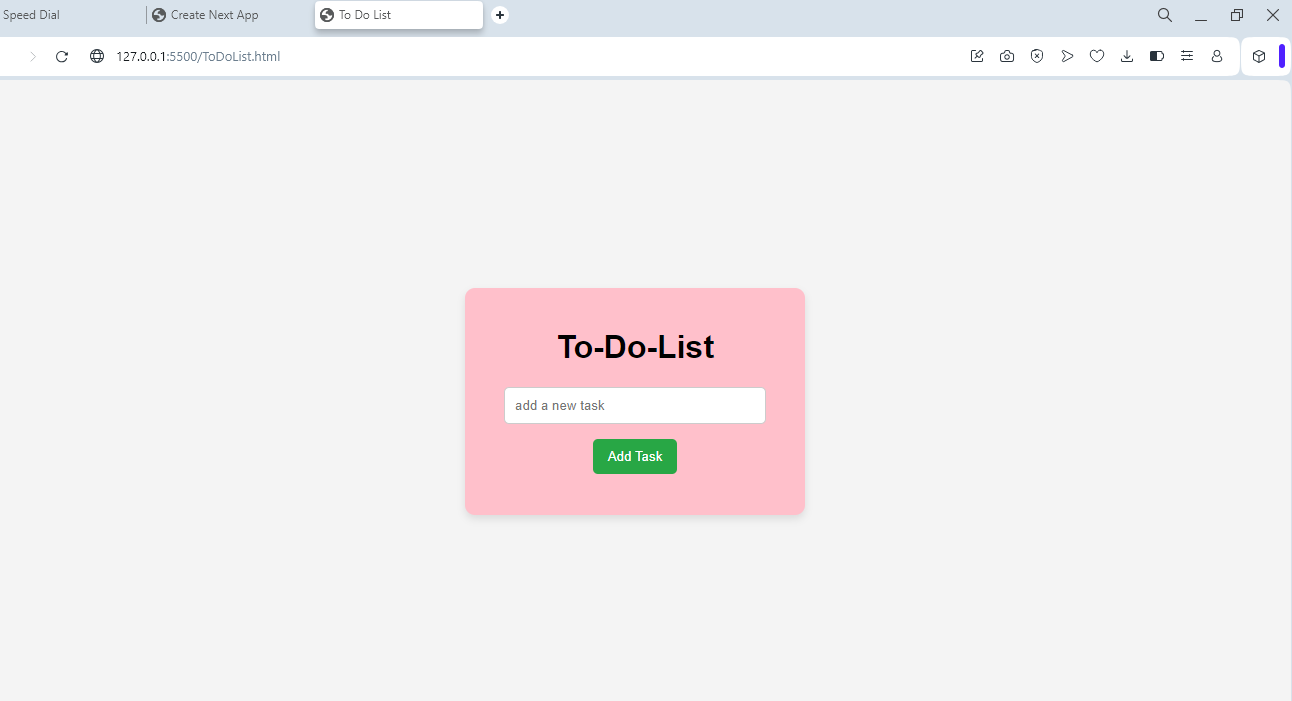 Speed Dial
Create Next App
To Do List
127.0.0.1:5500/ToDoList.html
To-Do-List
add a new task
Add Task